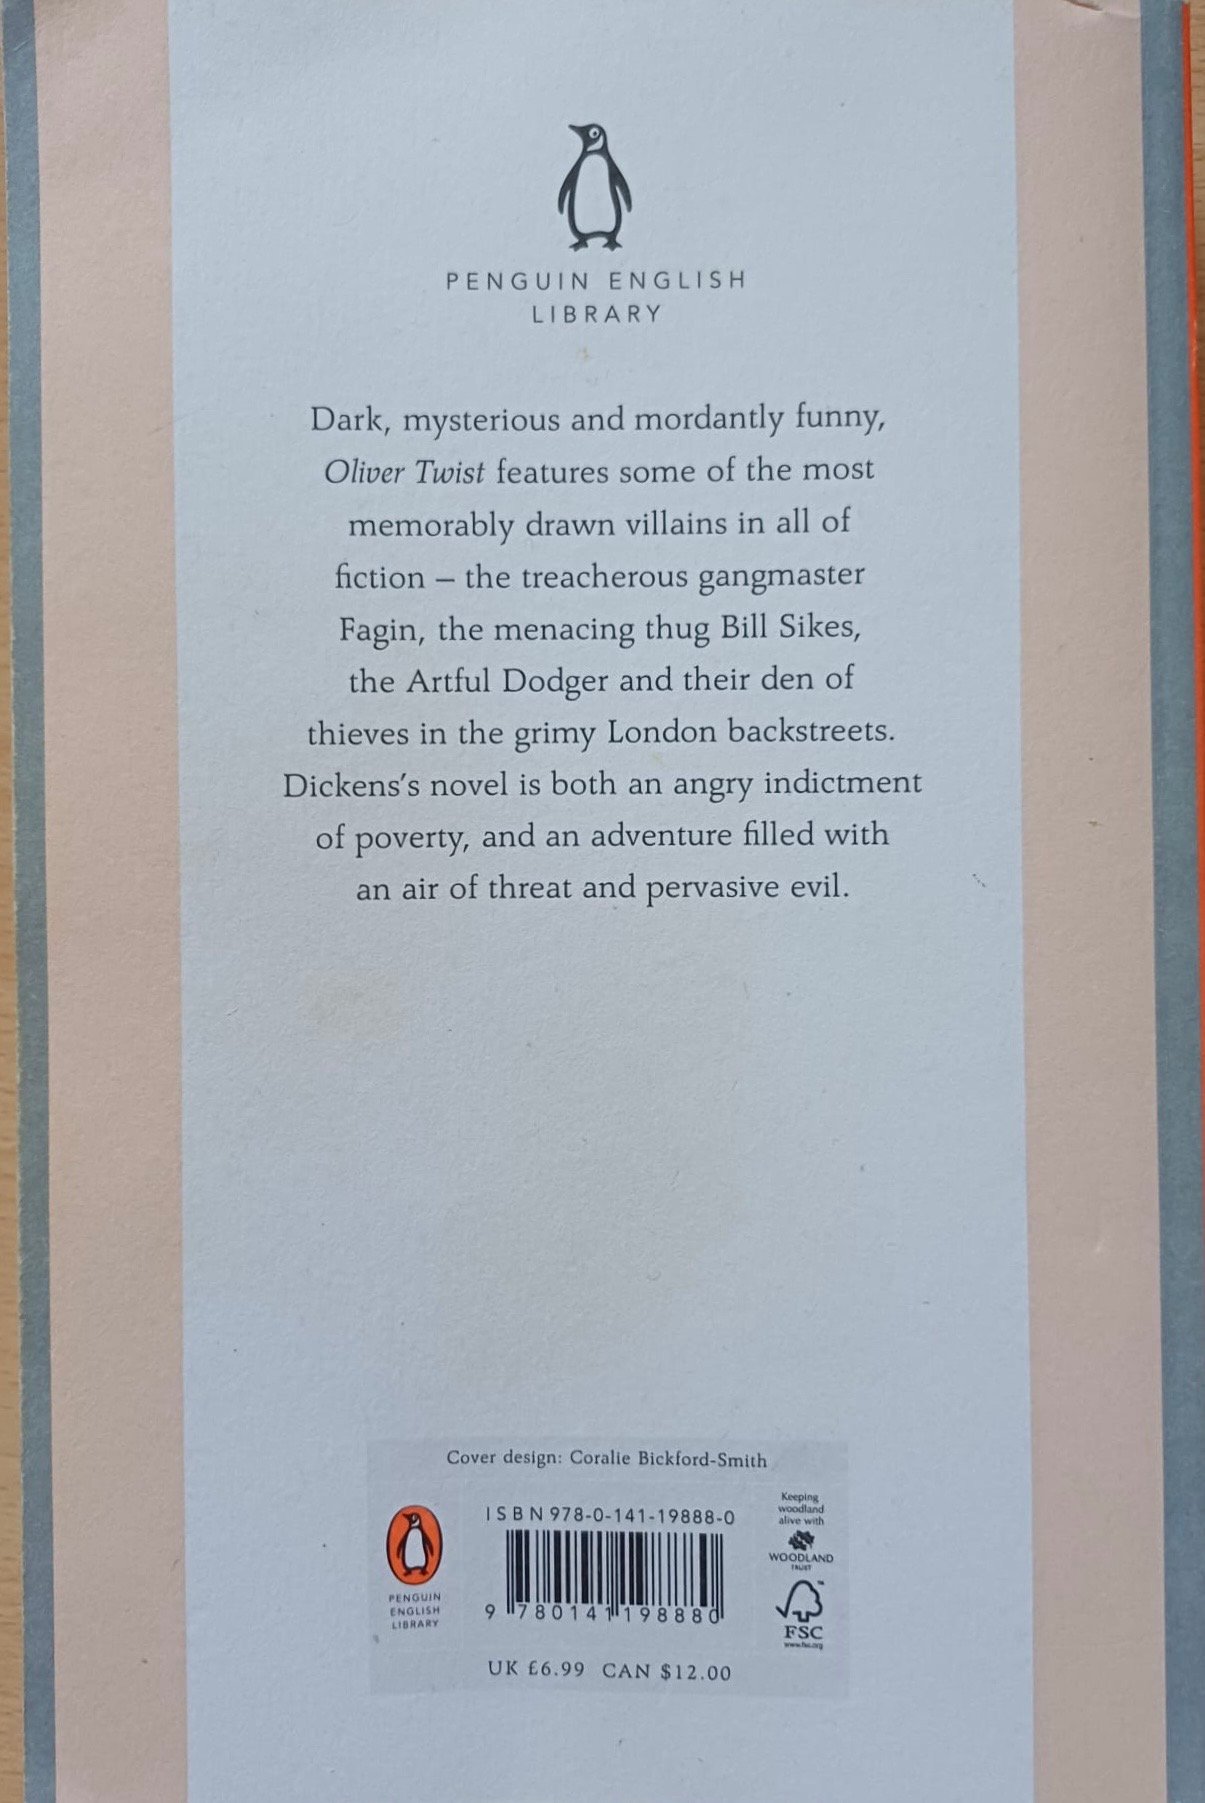 PENGUIN ENGLISH
LIBRARY
Dark, mysterious and mordantly funny,
Oliver Twist features some of the most
memorably drawn villains in all of
fiction – the treacherous gangmaster
Fagin, the menacing thug Bill Sikes,
the Artful Dodger and their den of
thieves in the grimy London backstreets.
Dickens's novel is both an angry indictment
of poverty, and an adventure filled with
an air of threat and pervasive evil.
Cover design: Coralie Bickford-Smith
PENGUIN
ENGLISH
LIBRARY
ISBN 978-0-141-19888-0
9 780141 198880
UK £6.99 CAN $12.00
Keeping
woodland
alive with
WOODLAND
TRUST
FSC™
www.fsc.org